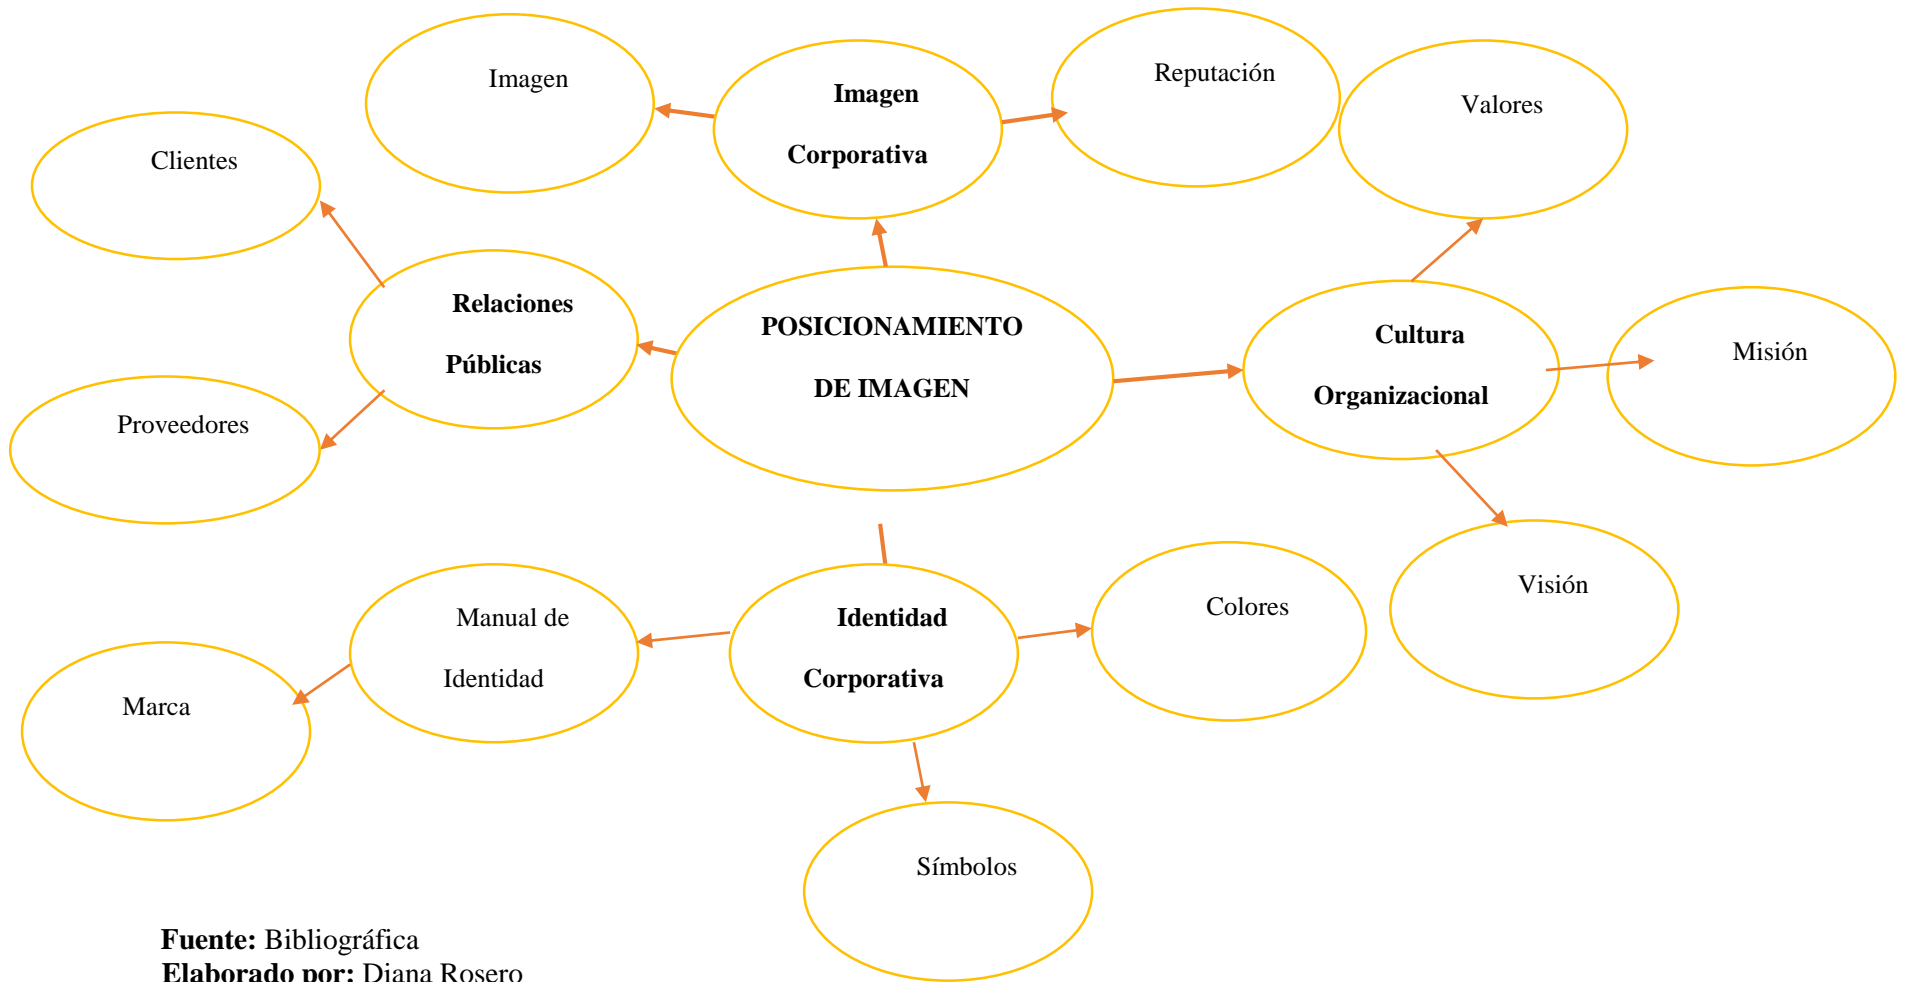 Imagen
Imagen
Corporativa
Reputación
Valores
Clientes
Relaciones
Públicas
POSICIONAMIENTO
DE IMAGEN
Cultura
Organizacional
Misión
Proveedores
Visión
Manual de
Identidad
Identidad
Corporativa
Colores
Marca
Símbolos
Fuente: Bibliográfica
Elaborado por: Diana Rosero